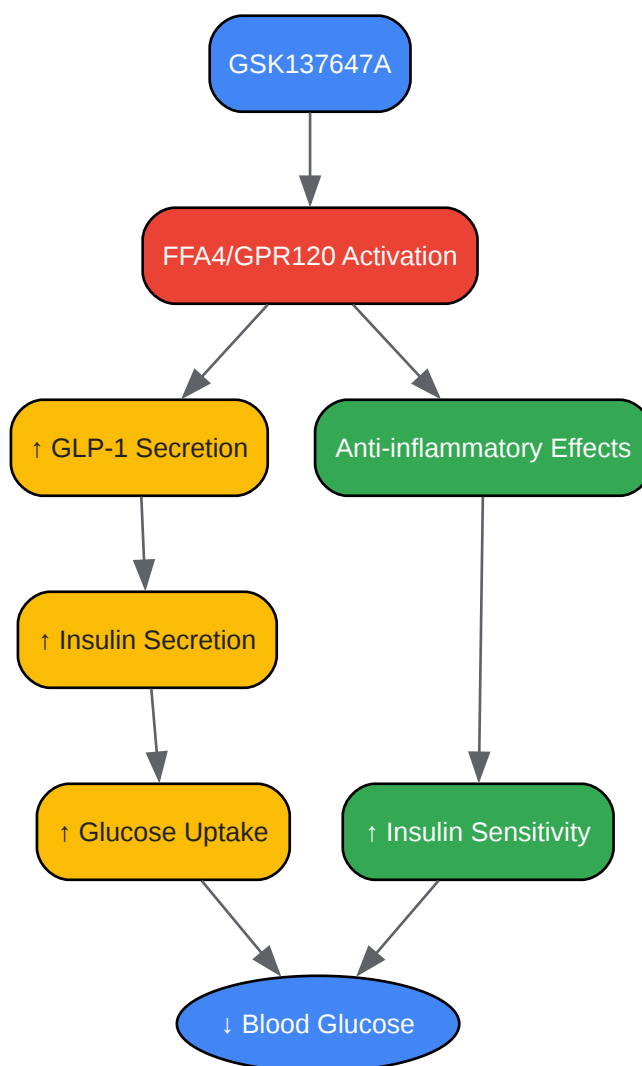 GSK137647A
FFA4/GPR120 Activation
↑ GLP-1 Secretion
Anti-inflammatory Effects
↑ Insulin Secretion
↑ Glucose Uptake
↑ Insulin Sensitivity
↓ Blood Glucose